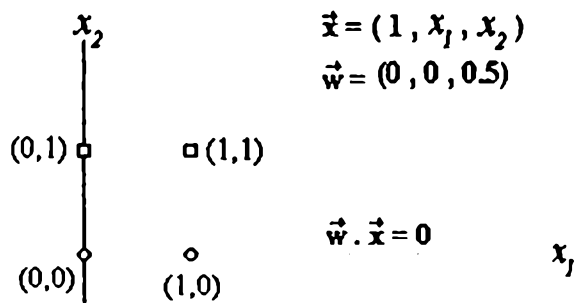 x₂
x⃗ = (1, x₁, x₂)
w⃗ = (0, 0, 0.5)
(0,1) (1,1)
w⃗ . x⃗ = 0
x₁
(0,0) (1,0)